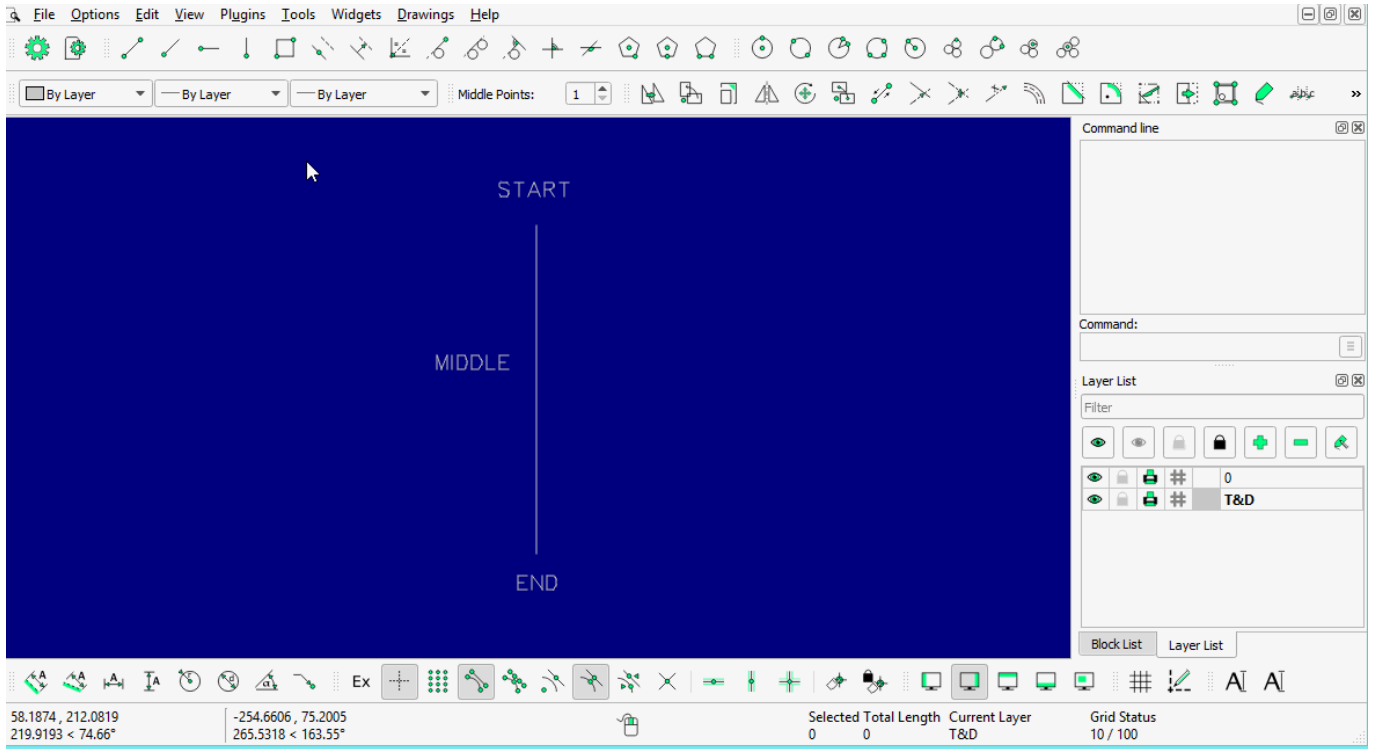 File Options Edit View Plugins Tools Widgets Drawings Help
By Layer By Layer By Layer Middle Points: 1 »
Command line
START
MIDDLE
END
Command:
Layer List
Filter
0
T&D
Block List Layer List
Ex
58.1874 , 212.0819 -254.6606 , 75.2005 Selected Total Length Current Layer Grid Status
219.9193 < 74.66° 265.5318 < 163.55° 0 0 T&D 10 / 100